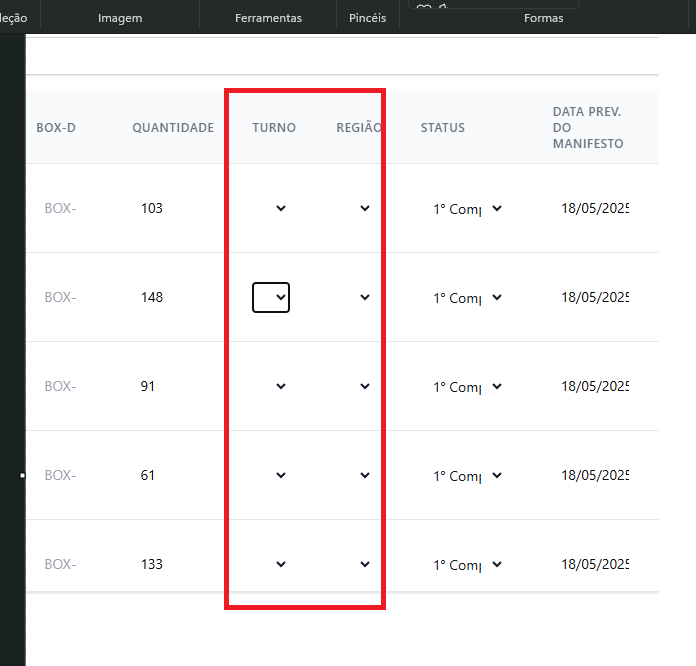 leção Imagem Ferramentas Pincéis Formas
BOX-D QUANTIDADE TURNO REGIÃO STATUS DATA PREV.
DO
MANIFESTO
BOX- 103 1° Comp 18/05/2025
BOX- 148 1° Comp 18/05/2025
BOX- 91 1° Comp 18/05/2025
BOX- 61 1° Comp 18/05/2025
BOX- 133 1° Comp 18/05/2025